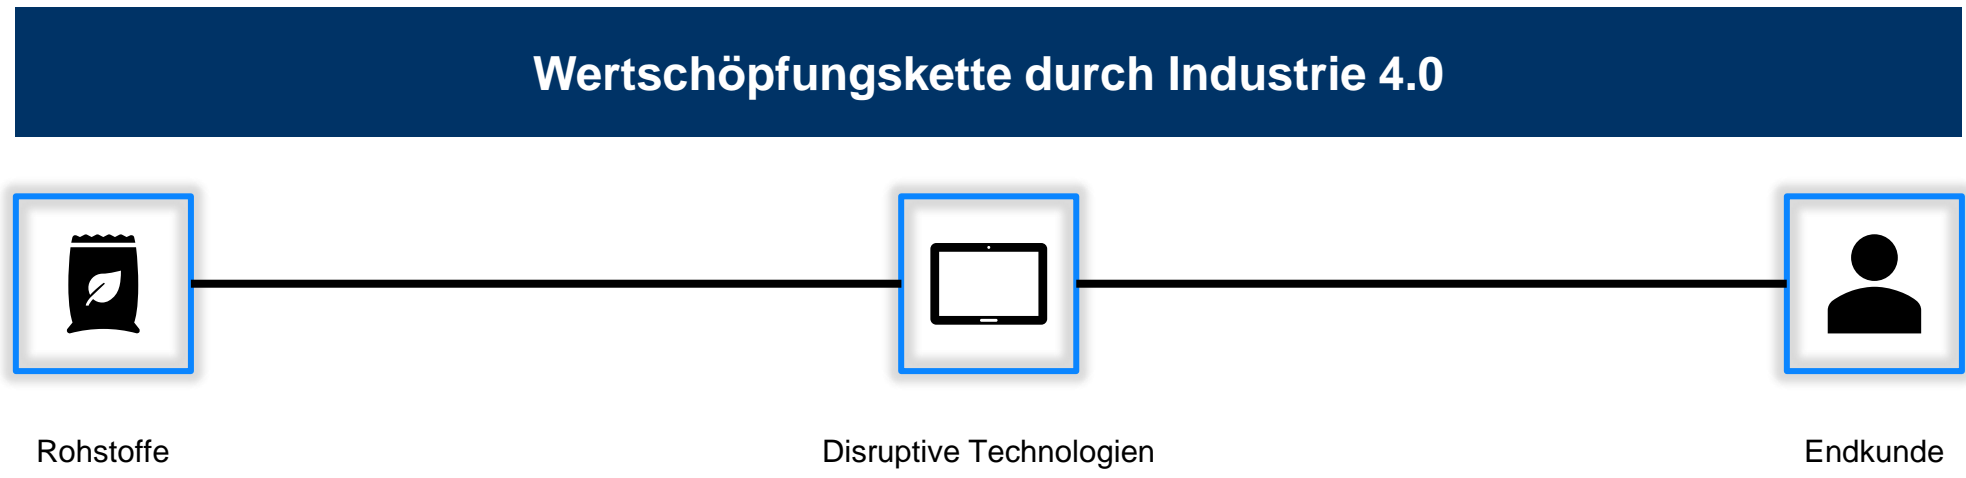 Wertschöpfungskette durch Industrie 4.0
Rohstoffe
Disruptive Technologien
Endkunde